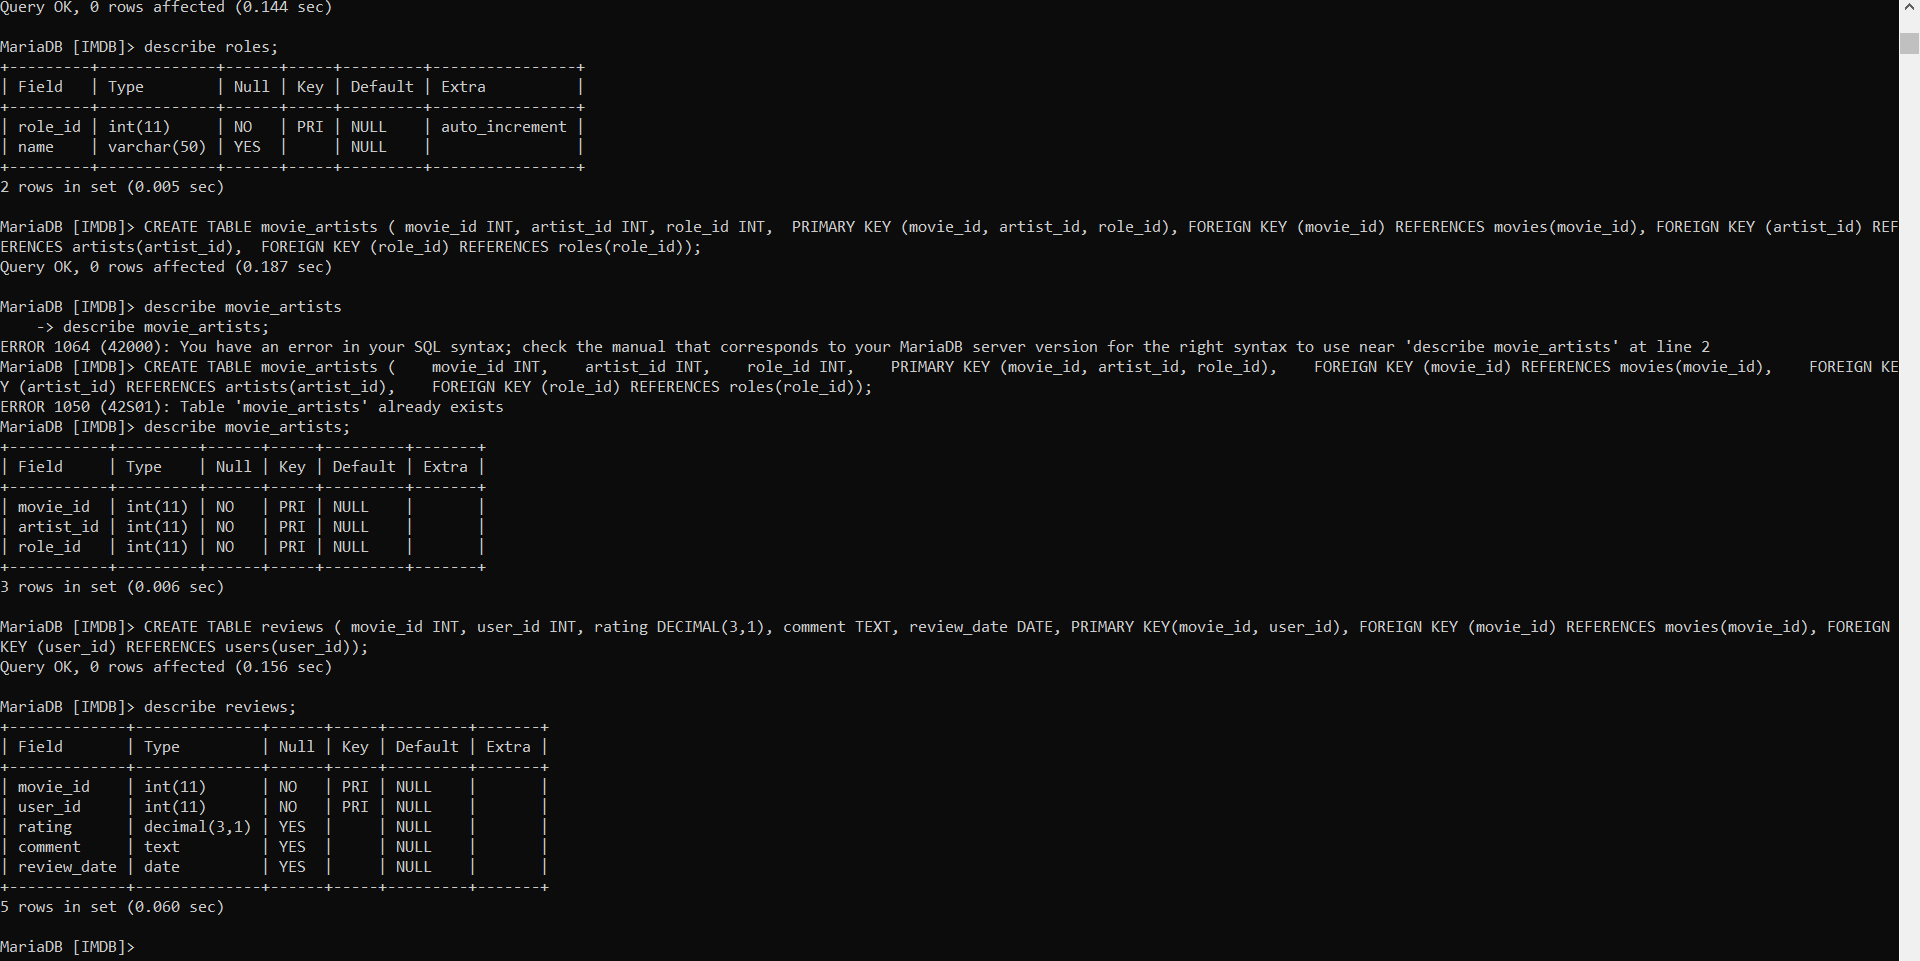 Query OK, 0 rows affected (0.144 sec)
MariaDB [IMDB]> describe roles;
+---------+-------------+------+-----+---------+----------------+
| Field   | Type        | Null | Key | Default | Extra          |
+---------+-------------+------+-----+---------+----------------+
| role_id | int(11)     | NO   | PRI | NULL    | auto_increment |
| name    | varchar(50) | YES  |     | NULL    |                |
+---------+-------------+------+-----+---------+----------------+
2 rows in set (0.005 sec)
MariaDB [IMDB]> CREATE TABLE movie_artists ( movie_id INT, artist_id INT, role_id INT,  PRIMARY KEY (movie_id, artist_id, role_id), FOREIGN KEY (movie_id) REFERENCES movies(movie_id), FOREIGN KEY (artist_id) REF
ERENCES artists(artist_id),  FOREIGN KEY (role_id) REFERENCES roles(role_id));
Query OK, 0 rows affected (0.187 sec)
MariaDB [IMDB]> describe movie_artists
    -> describe movie_artists;
ERROR 1064 (42000): You have an error in your SQL syntax; check the manual that corresponds to your MariaDB server version for the right syntax to use near 'describe movie_artists' at line 2
MariaDB [IMDB]> CREATE TABLE movie_artists (    movie_id INT,    artist_id INT,    role_id INT,    PRIMARY KEY (movie_id, artist_id, role_id),    FOREIGN KEY (movie_id) REFERENCES movies(movie_id),    FOREIGN KE
Y (artist_id) REFERENCES artists(artist_id),    FOREIGN KEY (role_id) REFERENCES roles(role_id));
ERROR 1050 (42S01): Table 'movie_artists' already exists
MariaDB [IMDB]> describe movie_artists;
+-----------+---------+------+-----+---------+-------+
| Field     | Type    | Null | Key | Default | Extra |
+-----------+---------+------+-----+---------+-------+
| movie_id  | int(11) | NO   | PRI | NULL    |       |
| artist_id | int(11) | NO   | PRI | NULL    |       |
| role_id   | int(11) | NO   | PRI | NULL    |       |
+-----------+---------+------+-----+---------+-------+
3 rows in set (0.006 sec)
MariaDB [IMDB]> CREATE TABLE reviews ( movie_id INT, user_id INT, rating DECIMAL(3,1), comment TEXT, review_date DATE, PRIMARY KEY(movie_id, user_id), FOREIGN KEY (movie_id) REFERENCES movies(movie_id), FOREIGN
KEY (user_id) REFERENCES users(user_id));
Query OK, 0 rows affected (0.156 sec)
MariaDB [IMDB]> describe reviews;
+-------------+--------------+------+-----+---------+-------+
| Field       | Type         | Null | Key | Default | Extra |
+-------------+--------------+------+-----+---------+-------+
| movie_id    | int(11)      | NO   | PRI | NULL    |       |
| user_id     | int(11)      | NO   | PRI | NULL    |       |
| rating      | decimal(3,1) | YES  |     | NULL    |       |
| comment     | text         | YES  |     | NULL    |       |
| review_date | date         | YES  |     | NULL    |       |
+-------------+--------------+------+-----+---------+-------+
5 rows in set (0.060 sec)
MariaDB [IMDB]>